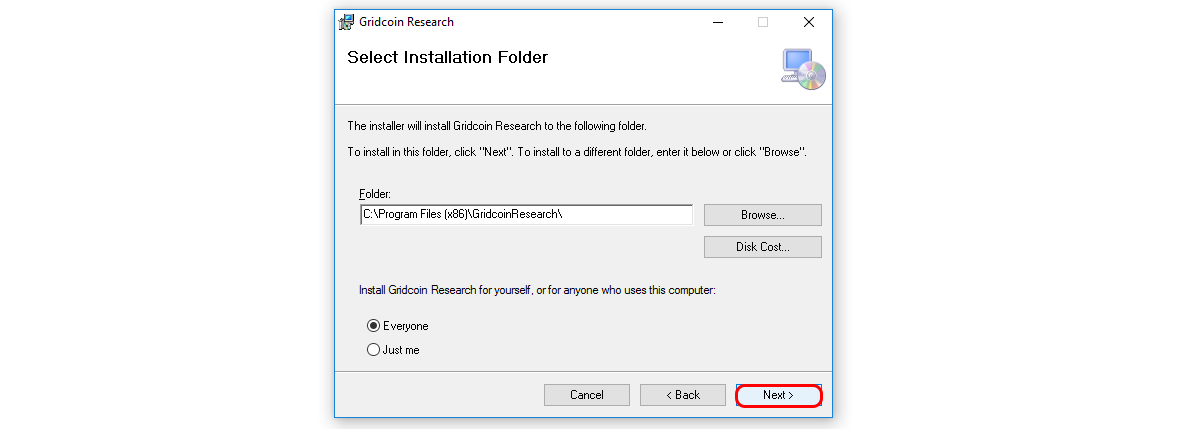 Gridcoin Research
Select Installation Folder
The installer will install Gridcoin Research to the following folder.
To install in this folder, click "Next". To install to a different folder, enter it below or click "Browse".
Folder:
C:\Program Files (x86)\GridcoinResearch\
Browse...
Disk Cost...
Install Gridcoin Research for yourself, or for anyone who uses this computer:
Everyone
Just me
Cancel
< Back
Next >